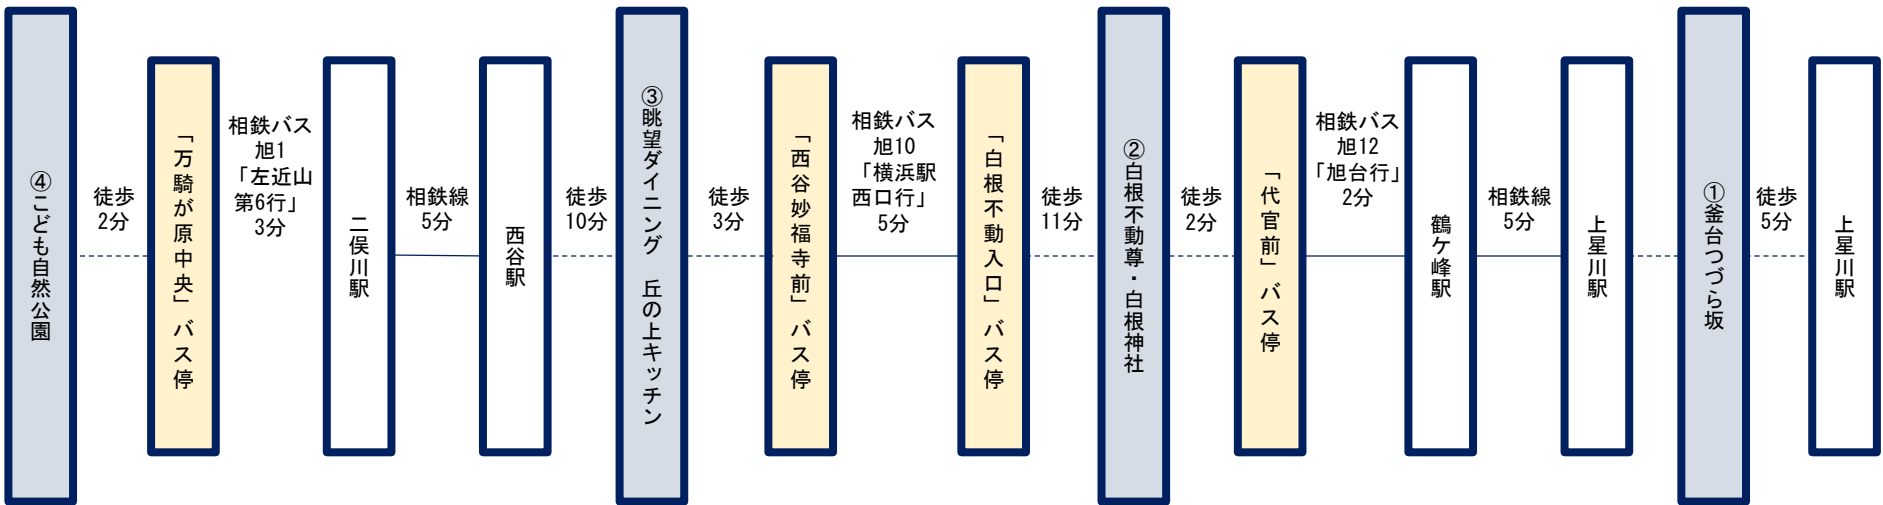 ④こども自然公園
徒歩
2分
「万騎が原中央」バス停
相鉄バス
旭1
「左近山
第6行」
3分
二俣川駅
相鉄線
5分
西谷駅
徒歩
10分
③眺望ダイニング 丘の上キッチン
徒歩
3分
「西谷妙福寺前」バス停
相鉄バス
旭10
「横浜駅
西口行」
5分
「白根不動入口」バス停
徒歩
11分
②白根不動尊・白根神社
徒歩
2分
「代官前」バス停
相鉄バス
旭12
「旭台行」
2分
鶴ケ峰駅
相鉄線
5分
上星川駅
①釜台つづら坂
徒歩
5分
上星川駅